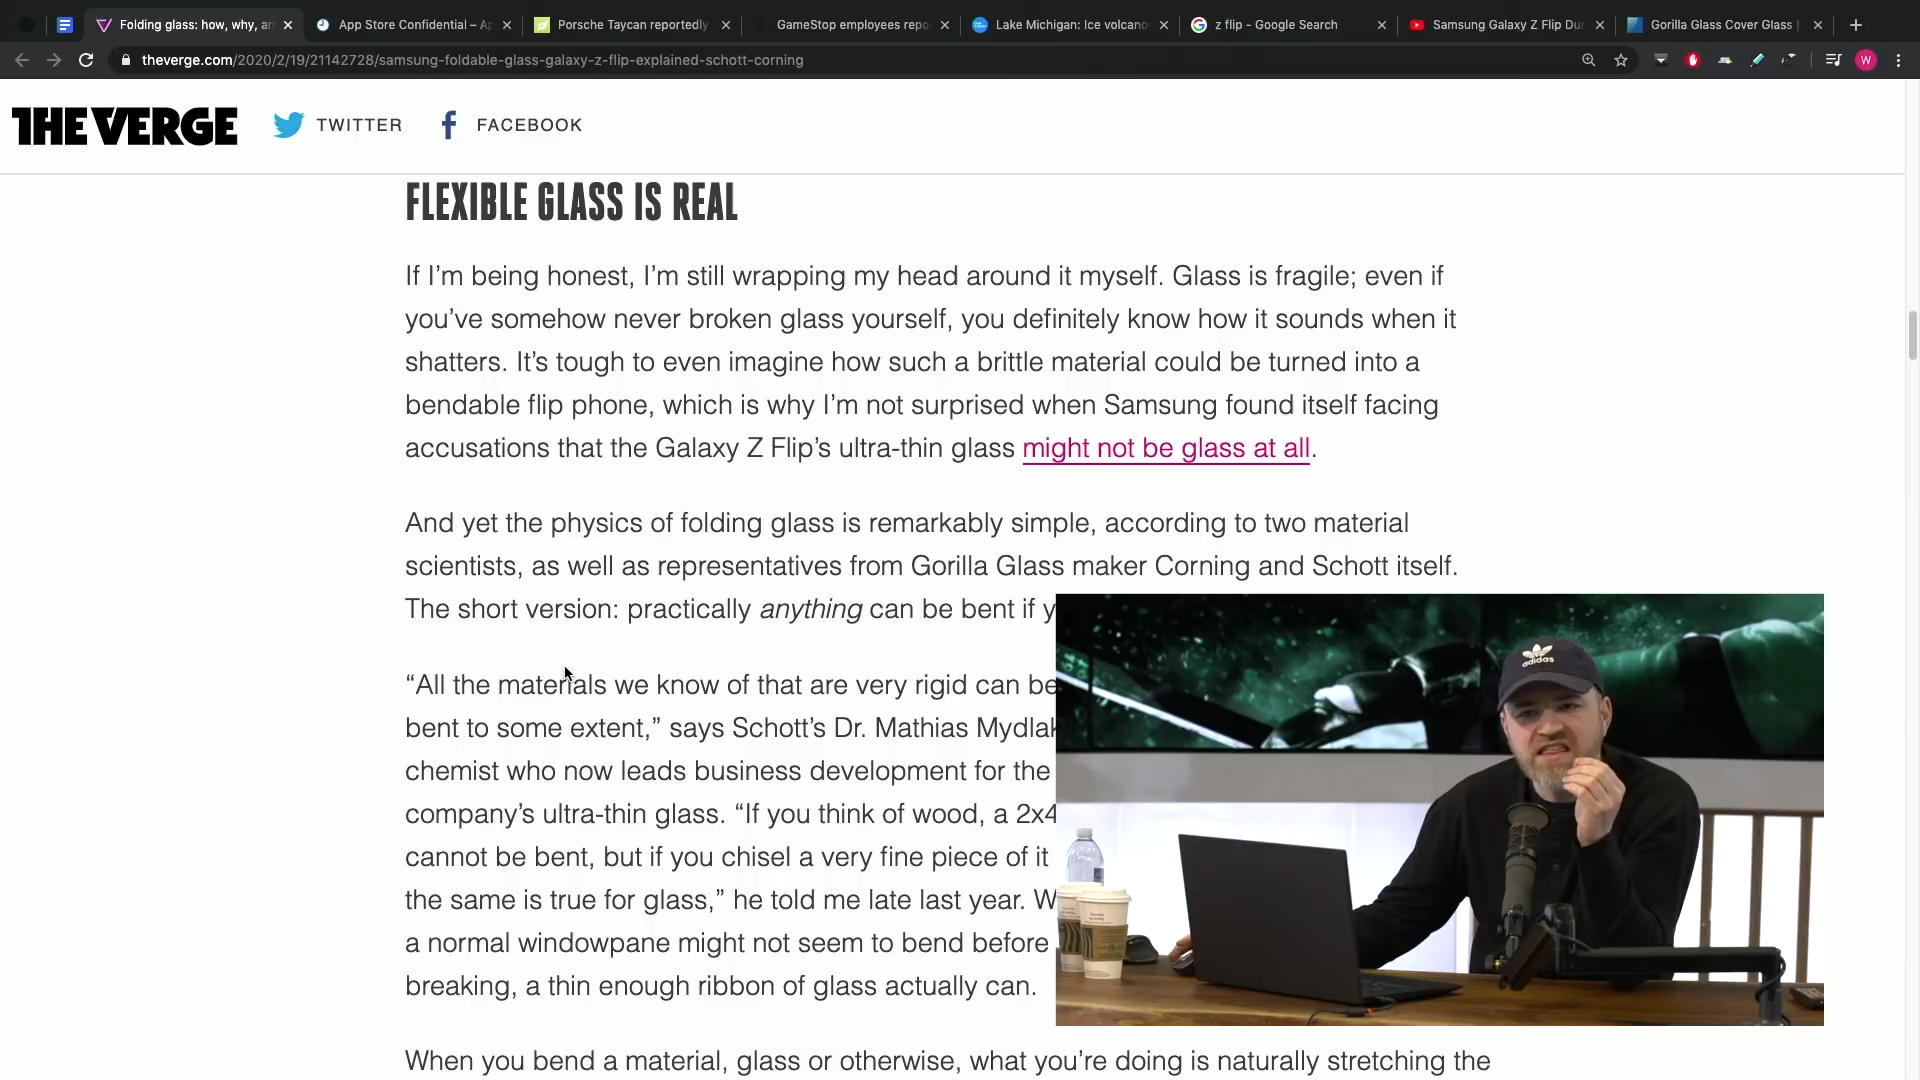 Folding glass: how, why, an
App Store Confidential – Ap
Porsche Taycan reportedly
GameStop employees repo
Lake Michigan: Ice volcano
z flip - Google Search
Samsung Galaxy Z Flip Dur
Gorilla Glass Cover Glass |
theverge.com/2020/2/19/21142728/samsung-foldable-glass-galaxy-z-flip-explained-schott-corning
W
THE VERGE
TWITTER
FACEBOOK
FLEXIBLE GLASS IS REAL
If I’m being honest, I’m still wrapping my head around it myself. Glass is fragile; even if
you’ve somehow never broken glass yourself, you definitely know how it sounds when it
shatters. It’s tough to even imagine how such a brittle material could be turned into a
bendable flip phone, which is why I’m not surprised when Samsung found itself facing
accusations that the Galaxy Z Flip’s ultra-thin glass might not be glass at all.
And yet the physics of folding glass is remarkably simple, according to two material
scientists, as well as representatives from Gorilla Glass maker Corning and Schott itself.
The short version: practically anything can be bent if y
“All the materials we know of that are very rigid can be
bent to some extent,” says Schott’s Dr. Mathias Mydlak
chemist who now leads business development for the
company’s ultra-thin glass. “If you think of wood, a 2x4
cannot be bent, but if you chisel a very fine piece of it
the same is true for glass,” he told me late last year. W
a normal windowpane might not seem to bend before
breaking, a thin enough ribbon of glass actually can.
When you bend a material, glass or otherwise, what you’re doing is naturally stretching the
adidas